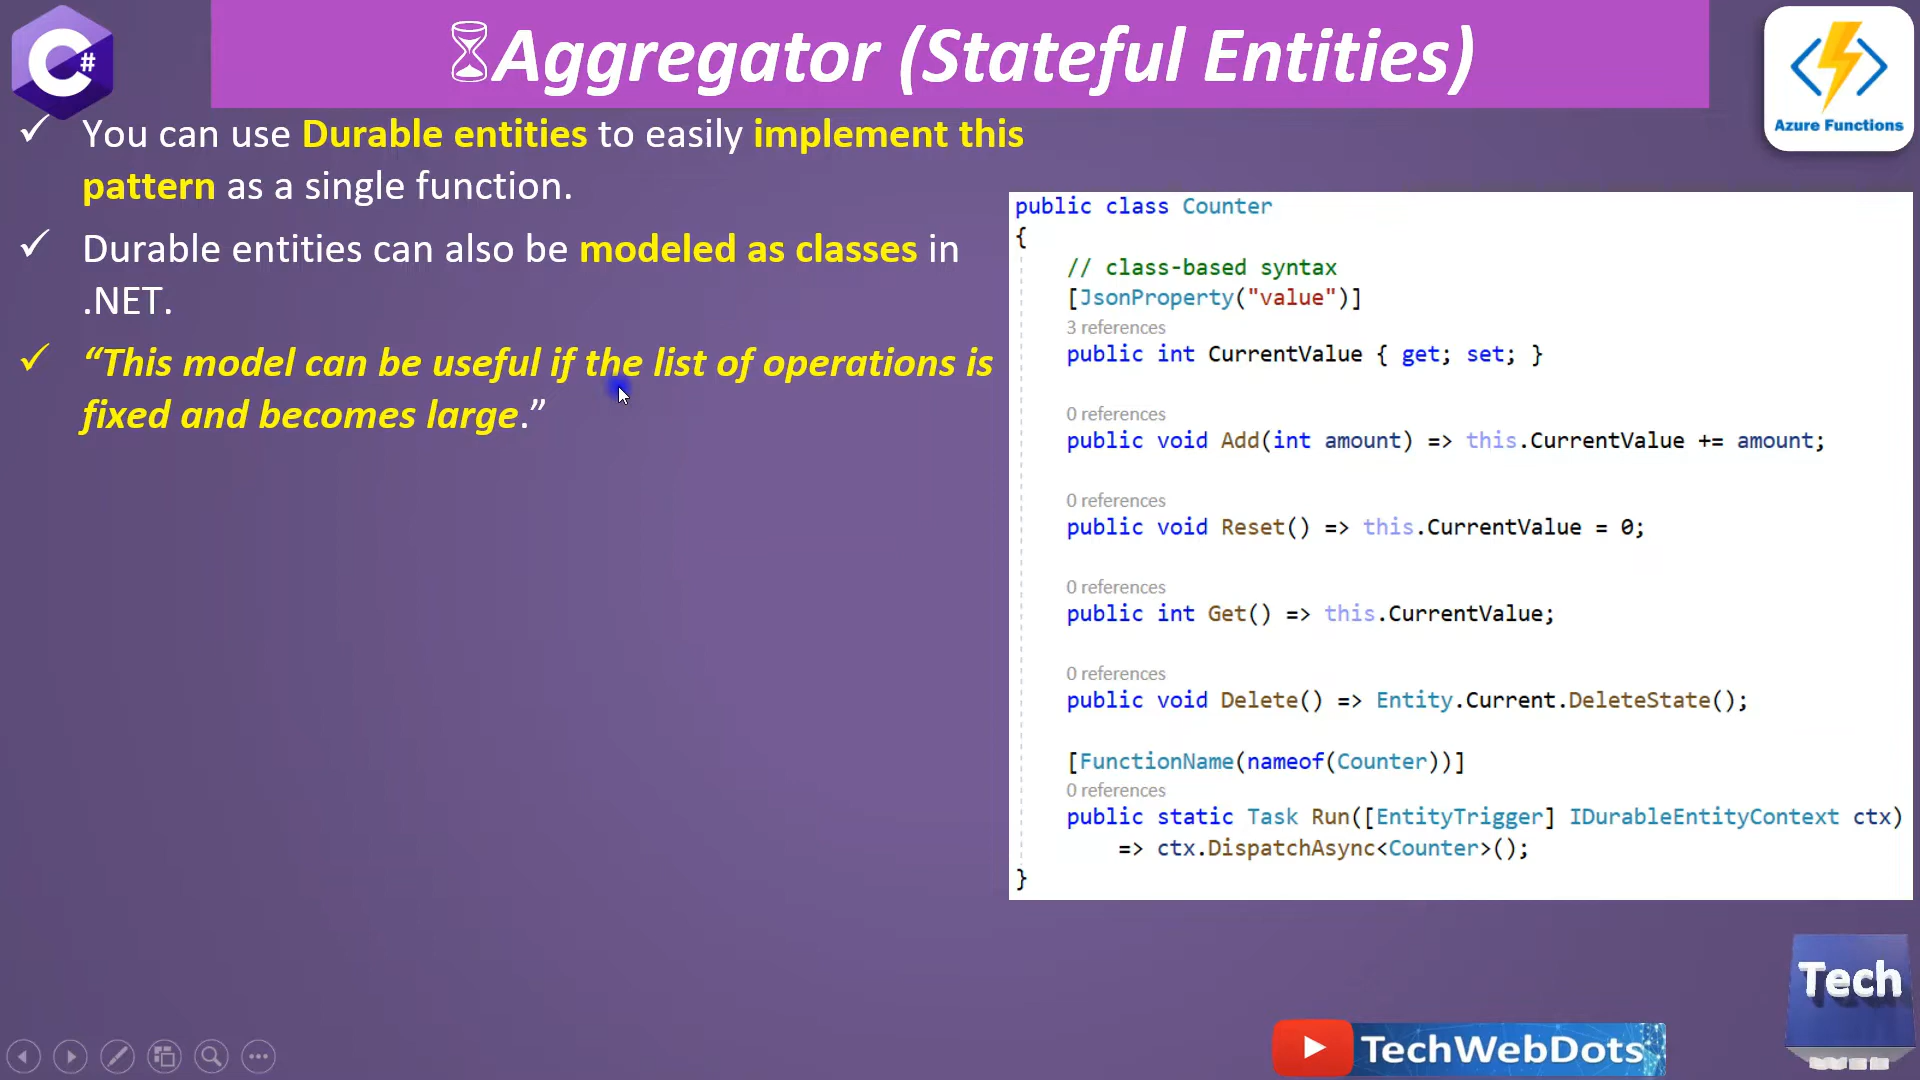 C#
⏳Aggregator (Stateful Entities)
Azure Functions
✓ You can use Durable entities to easily implement this
pattern as a single function.
✓ Durable entities can also be modeled as classes in
.NET.
✓ “This model can be useful if the list of operations is
fixed and becomes large.”
public class Counter
{
// class-based syntax
[JsonProperty("value")]
3 references
public int CurrentValue { get; set; }
0 references
public void Add(int amount) => this.CurrentValue += amount;
0 references
public void Reset() => this.CurrentValue = 0;
0 references
public int Get() => this.CurrentValue;
0 references
public void Delete() => Entity.Current.DeleteState();
[FunctionName(nameof(Counter))]
0 references
public static Task Run([EntityTrigger] IDurableEntityContext ctx)
=> ctx.DispatchAsync<Counter>();
}
Tech
TechWebDots